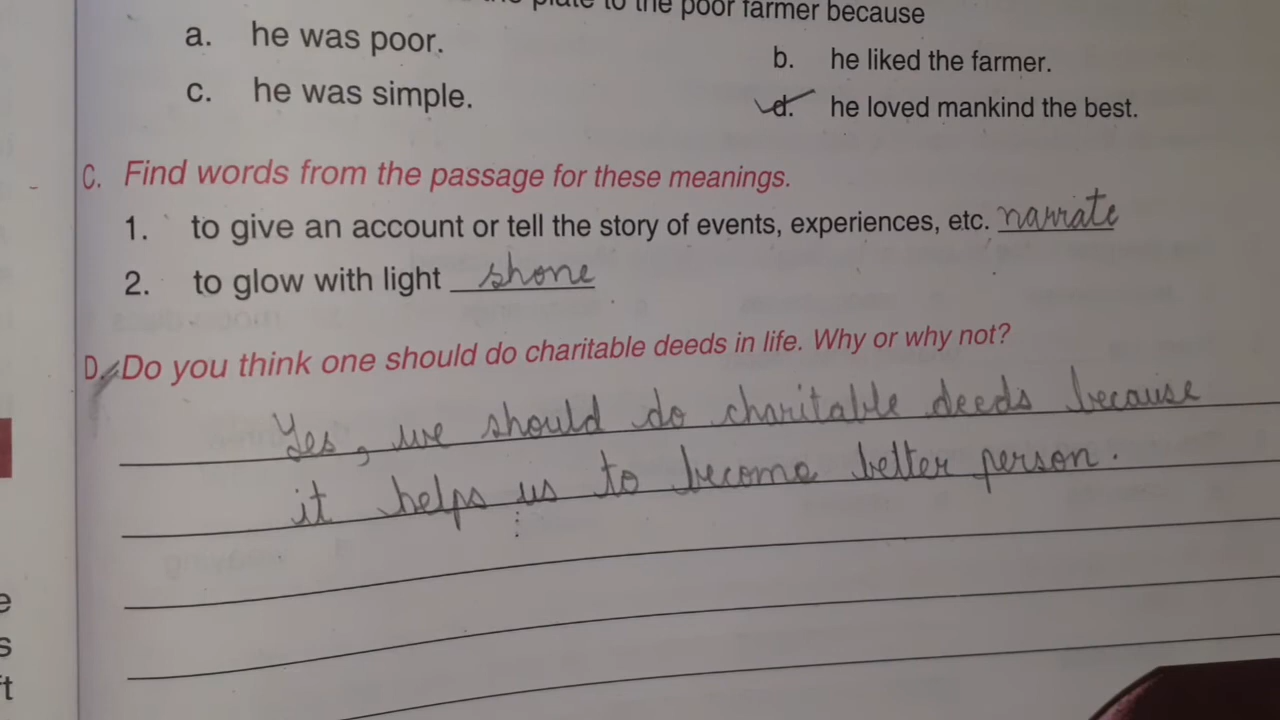 the plate to the poor farmer because
a. he was poor.
b. he liked the farmer.
c. he was simple.
d. he loved mankind the best.
C. Find words from the passage for these meanings.
1. to give an account or tell the story of events, experiences, etc. narrate
2. to glow with light shone
D. Do you think one should do charitable deeds in life. Why or why not?
Yes, we should do charitable deeds because
it helps us to become better person.
e
s
ft